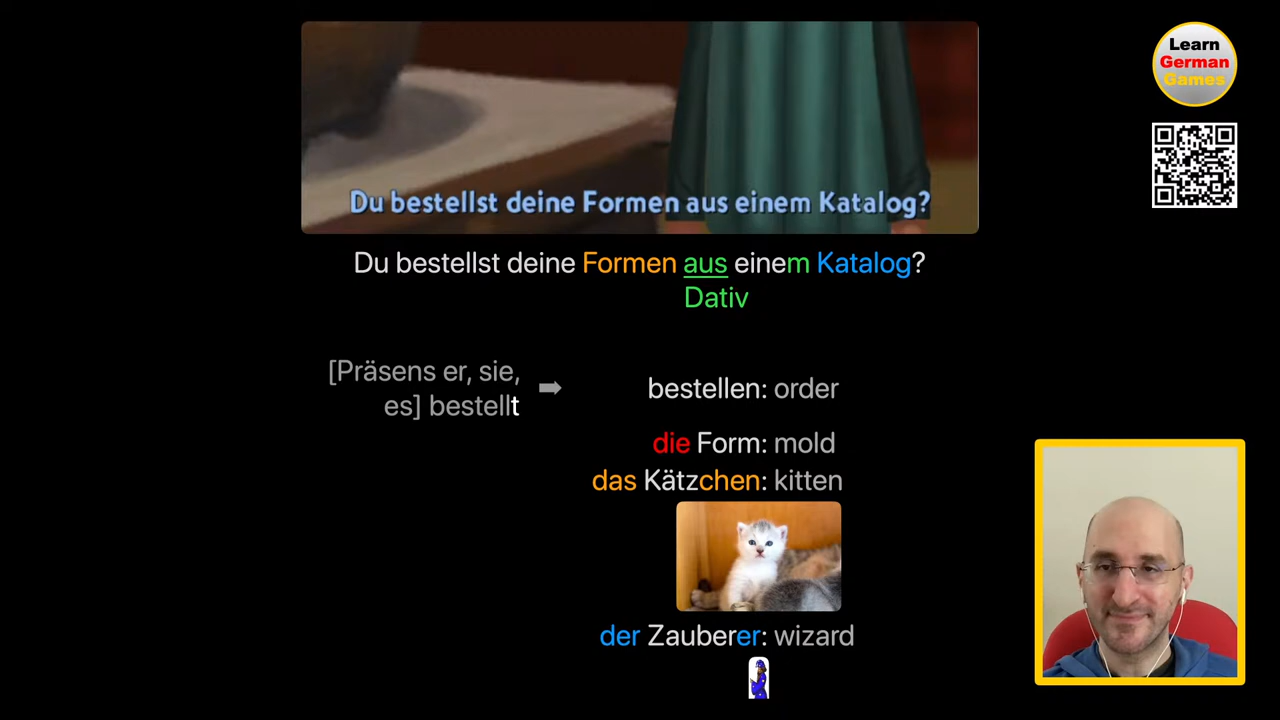 Learn
German
Games
Du bestellst deine Formen aus einem Katalog?
Du bestellst deine Formen aus einem Katalog?
Dativ
[Präsens er, sie,
es] bestellt
➡ bestellen: order
die Form: mold
das Kätzchen: kitten
der Zauberer: wizard